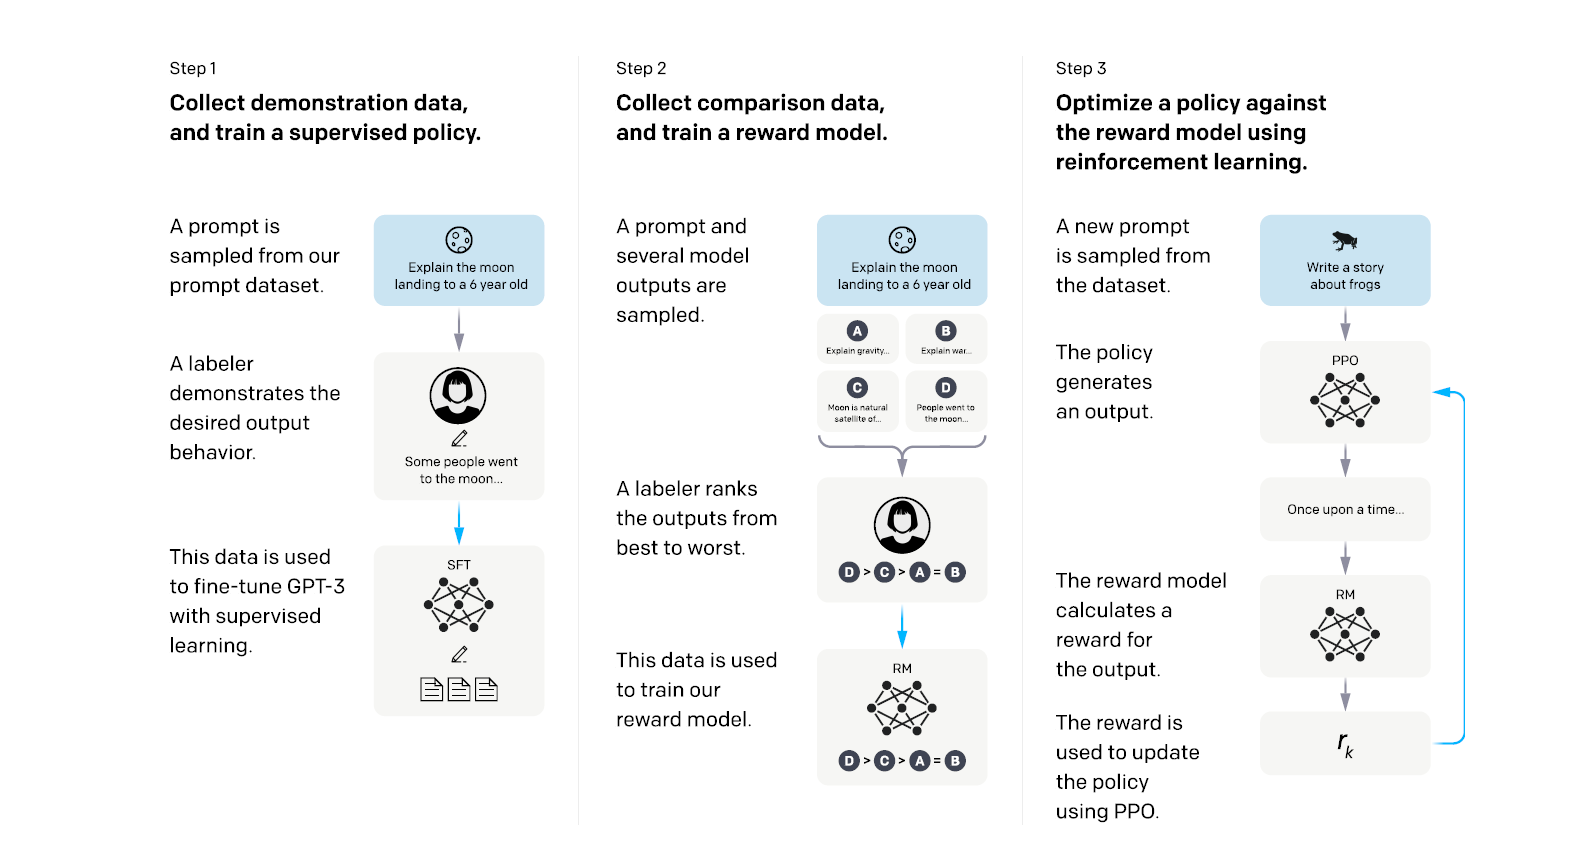 Step 1
Collect demonstration data,
and train a supervised policy.
A prompt is
sampled from our
prompt dataset.
Explain the moon
landing to a 6 year old
A labeler
demonstrates the
desired output
behavior.
Some people went
to the moon...
This data is used
to fine-tune GPT-3
with supervised
learning.
SFT
Step 2
Collect comparison data,
and train a reward model.
A prompt and
several model
outputs are
sampled.
Explain the moon
landing to a 6 year old
A
Explain gravity...
B
Explain war...
C
Moon is natural
satellite of...
D
People went to
the moon...
A labeler ranks
the outputs from
best to worst.
D > C > A = B
This data is used
to train our
reward model.
RM
D > C > A = B
Step 3
Optimize a policy against
the reward model using
reinforcement learning.
A new prompt
is sampled from
the dataset.
Write a story
about frogs
The policy
generates
an output.
PPO
Once upon a time...
The reward model
calculates a
reward for
the output.
RM
The reward is
used to update
the policy
using PPO.
r_k